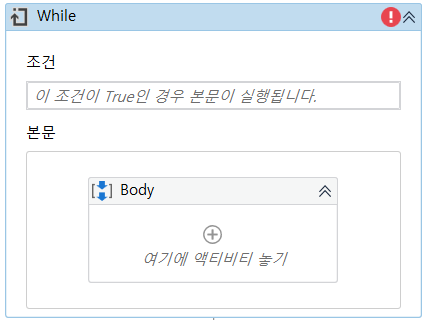 While
조건
이 조건이 True인 경우 본문이 실행됩니다.
본문
Body
여기에 액티비티 놓기